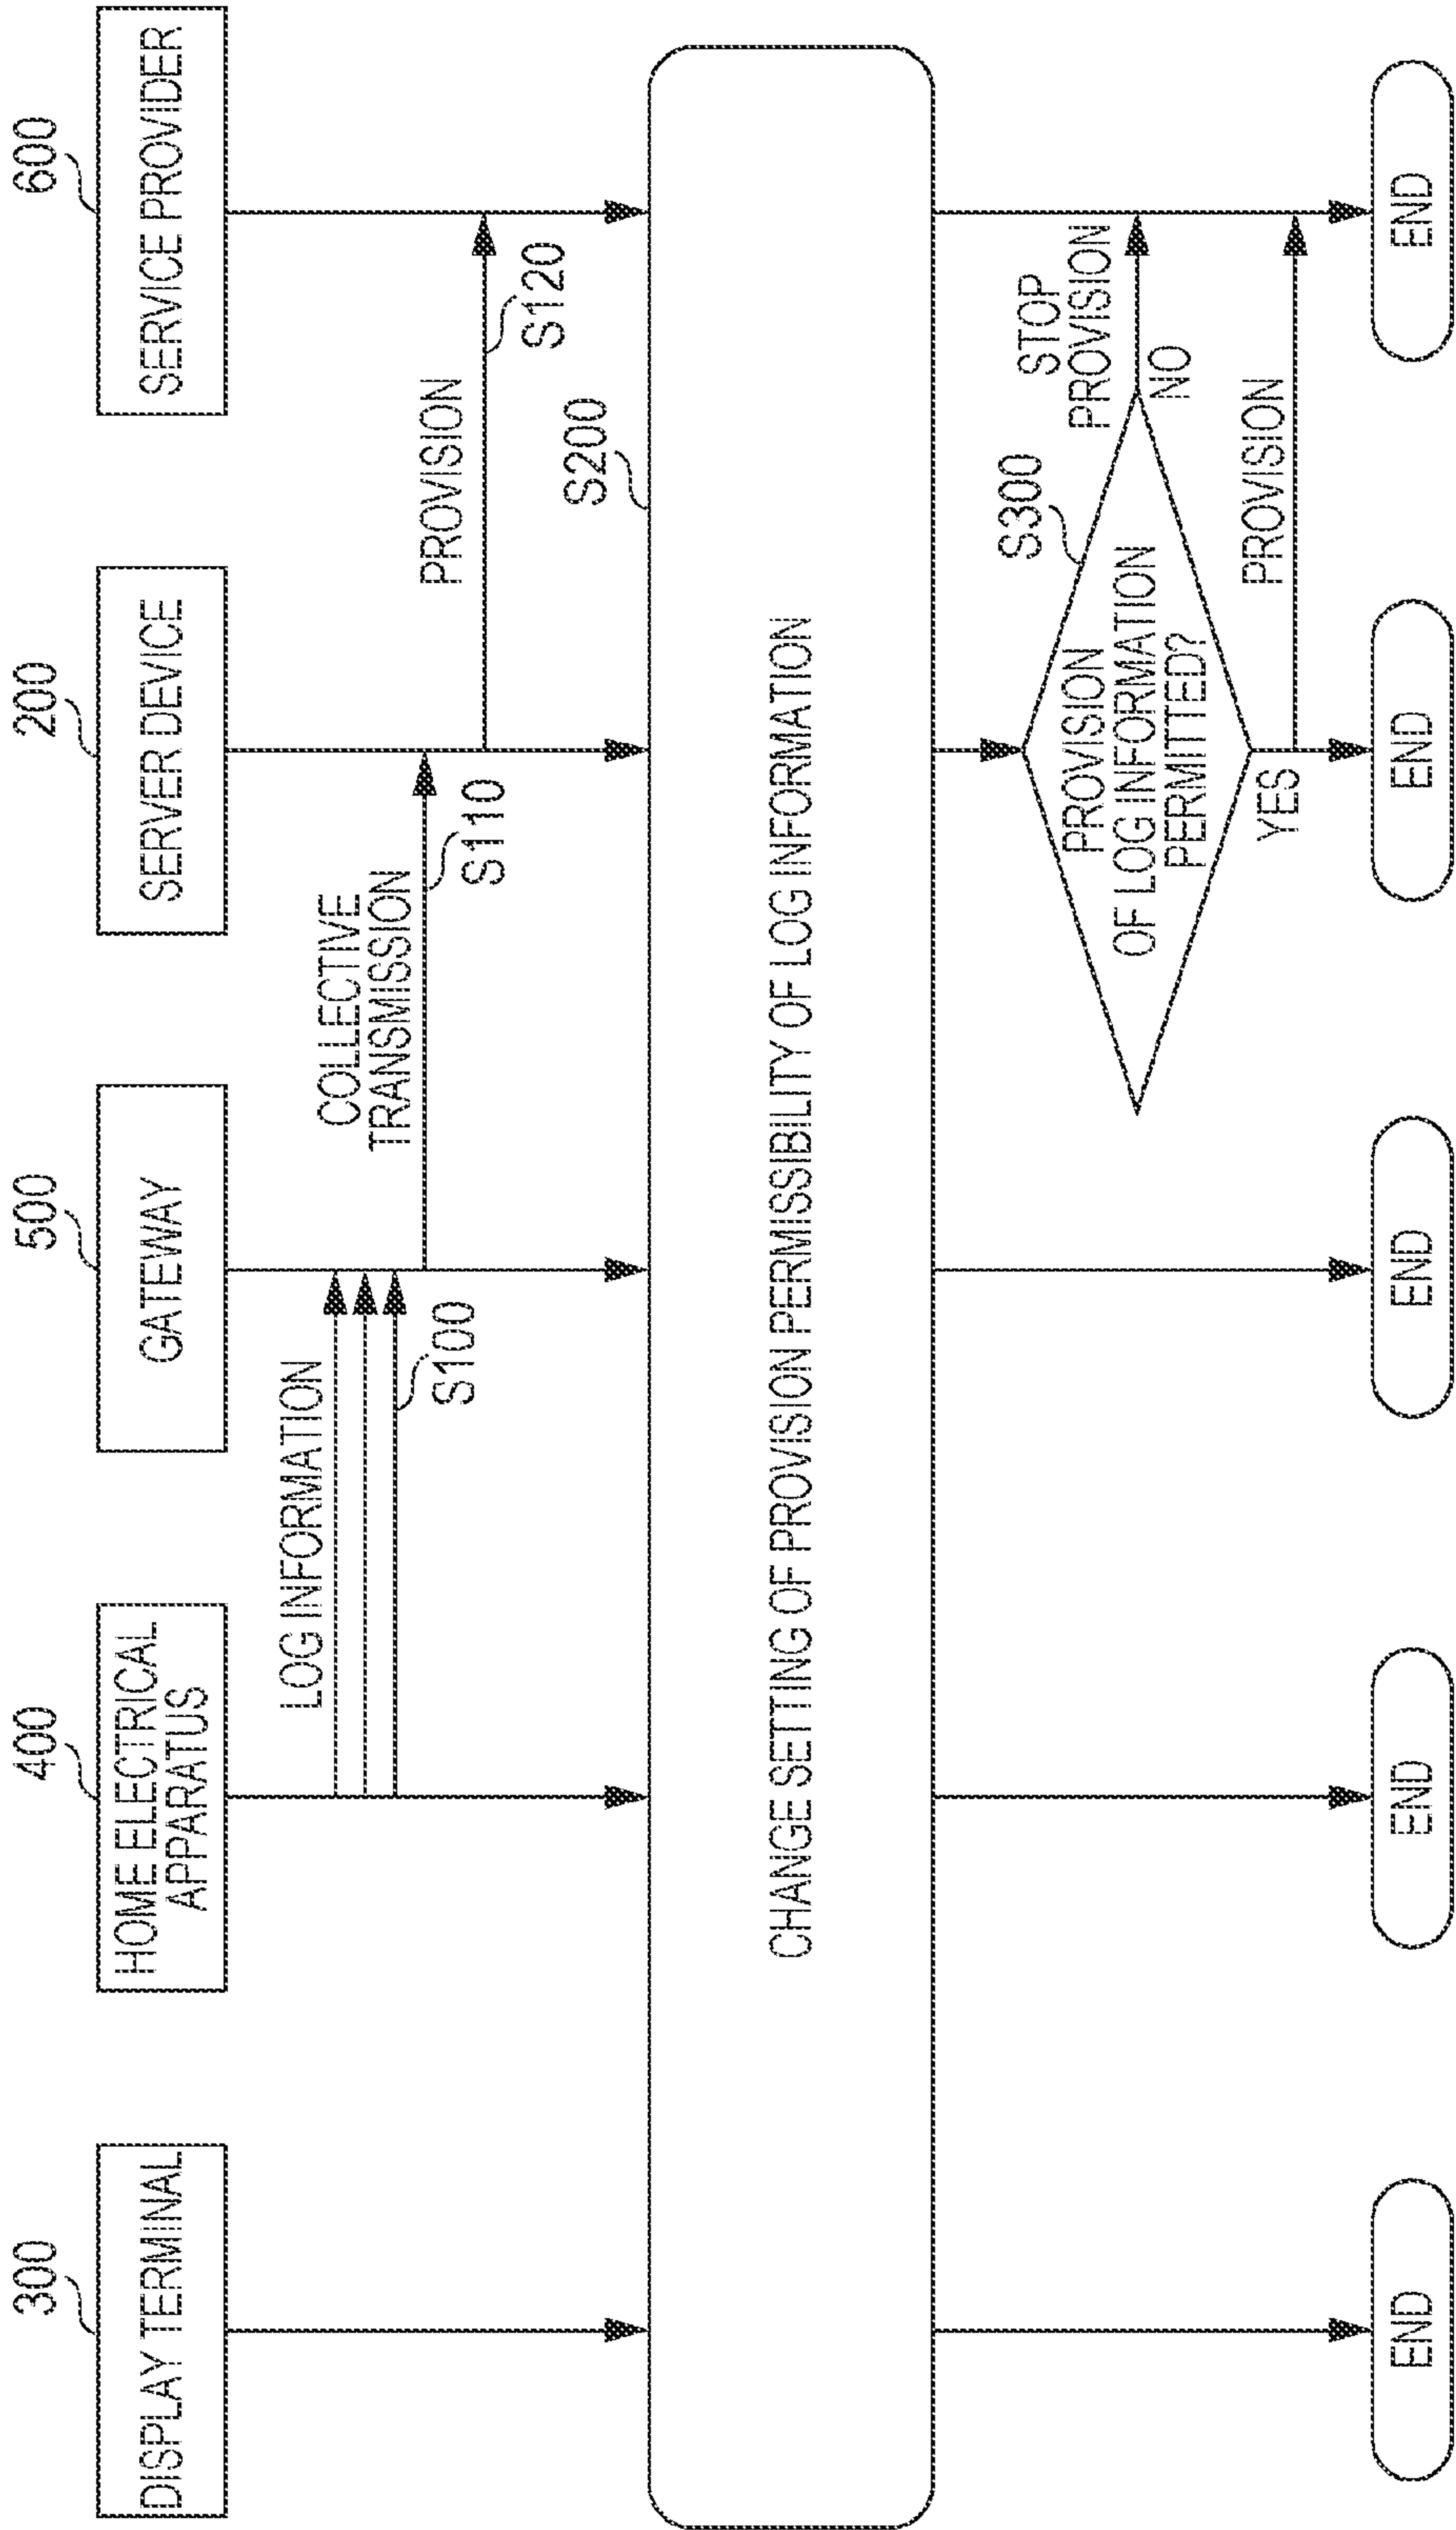 300
400
500
200
600
DISPLAY TERMINAL
HOME ELECTRICAL
APPARATUS
GATEWAY
SERVER DEVICE
SERVICE PROVIDER
LOG INFORMATION
S100
COLLECTIVE
TRANSMISSION
S110
PROVISION
S120
S200
CHANGE SETTING OF PROVISION PERMISSIBILITY OF LOG INFORMATION
S300
PROVISION
OF LOG INFORMATION
PERMITTED?
STOP
PROVISION
NO
YES
PROVISION
END
END
END
END
END